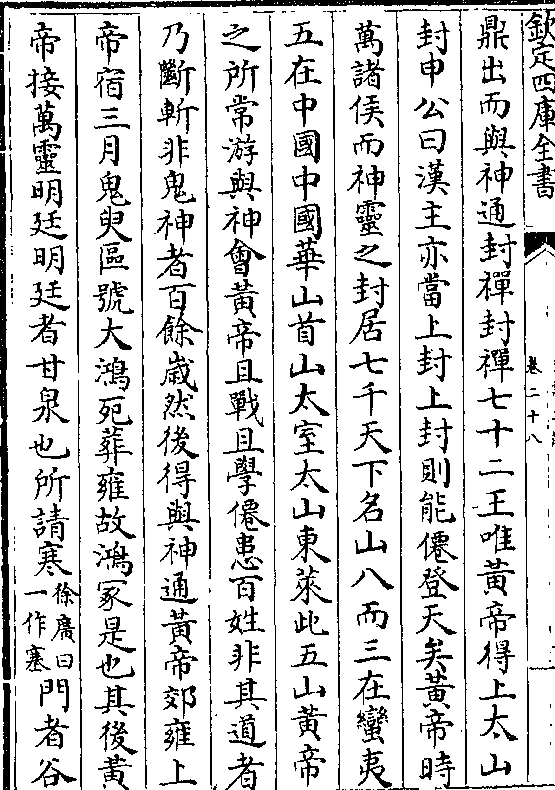 欽定四庫全書
卷二十八
鼎出而與神通封禪封禪七十二王唯黃帝得上太山
封申公曰漢主亦當上封上封則能僊登天矣黃帝時
萬諸侯而神靈之封居七千天下名山八而三在蠻夷
五在中國中國華山首山太室太山東萊此五山黃帝
之所常游與神會黃帝且戰且學僊患百姓非其道者
乃斷斬非鬼神者百餘嵗然後得與神通黃帝郊雍上
帝宿三月鬼臾區號大鴻死葬雍故鴻冢是也其後黃
帝接萬靈明廷明廷者甘泉也所謂寒徐廣曰一作塞門者谷